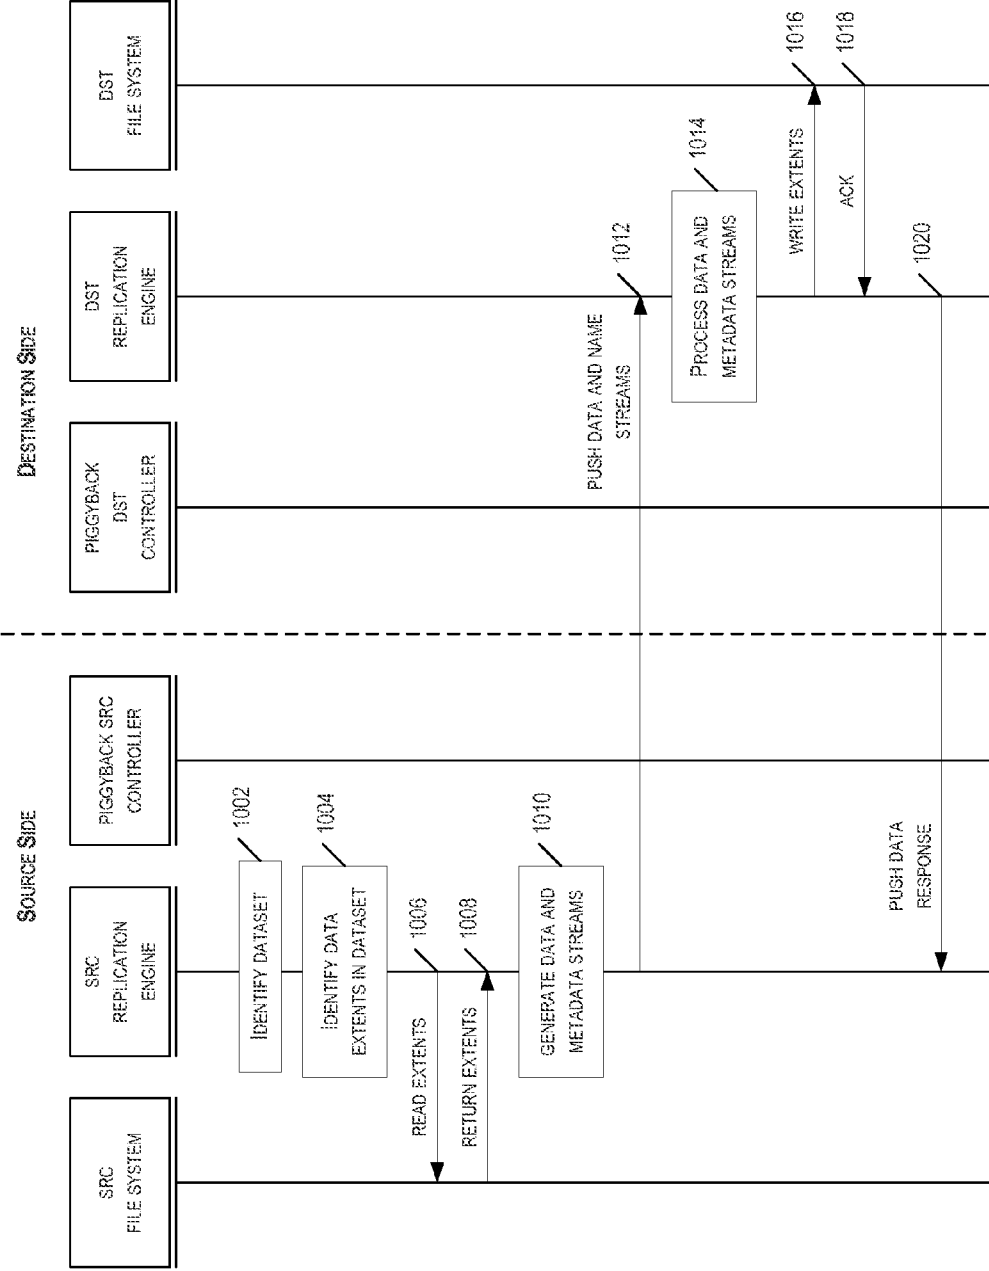 SOURCE SIDE
DESTINATION SIDE
SRC
FILE SYSTEM
SRC
REPLICATION
ENGINE
PIGGYBACK SRC
CONTROLLER
PIGGYBACK
DST
CONTROLLER
DST
REPLICATION
ENGINE
DST
FILE SYSTEM
1002
IDENTIFY DATASET
1004
IDENTIFY DATA
EXTENTS IN DATASET
1006
READ EXTENTS
1008
RETURN EXTENTS
1010
GENERATE DATA AND
METADATA STREAMS
PUSH DATA AND NAME
STREAMS
1012
1014
PROCESS DATA AND
METADATA STREAMS
WRITE EXTENTS
1016
ACK
1018
PUSH DATA
RESPONSE
1020